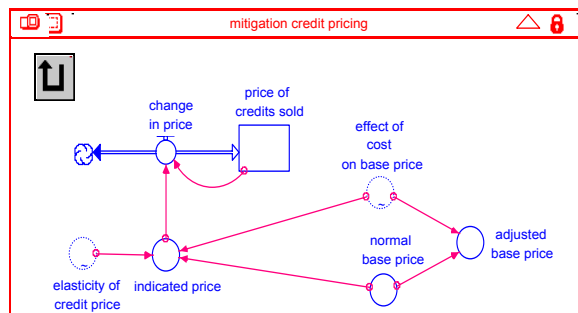 mitigation credit pricing
change
in price
price of
credits sold
effect of
cost
on base price
~
normal
base price
adjusted
base price
~
elasticity of
credit price
indicated price